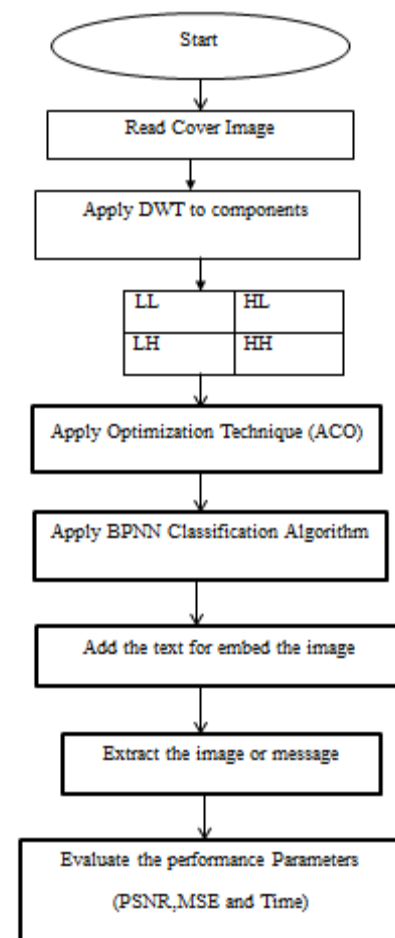 Start
Read Cover Image
Apply DWT to components
LL HL
LH HH
Apply Optimization Technique (ACO)
Apply BPNN Classification Algorithm
Add the text for embed the image
Extract the image or message
Evaluate the performance Parameters
(PSNR,MSE and Time)